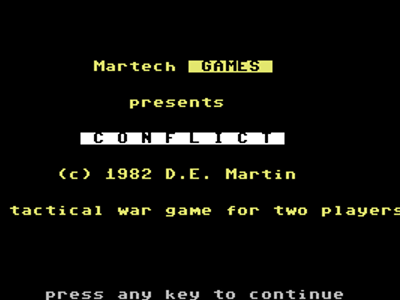 Martech GAMES
presents
C O N F L I C T
(c) 1982 D.E. Martin
tactical war game for two players
press any key to continue